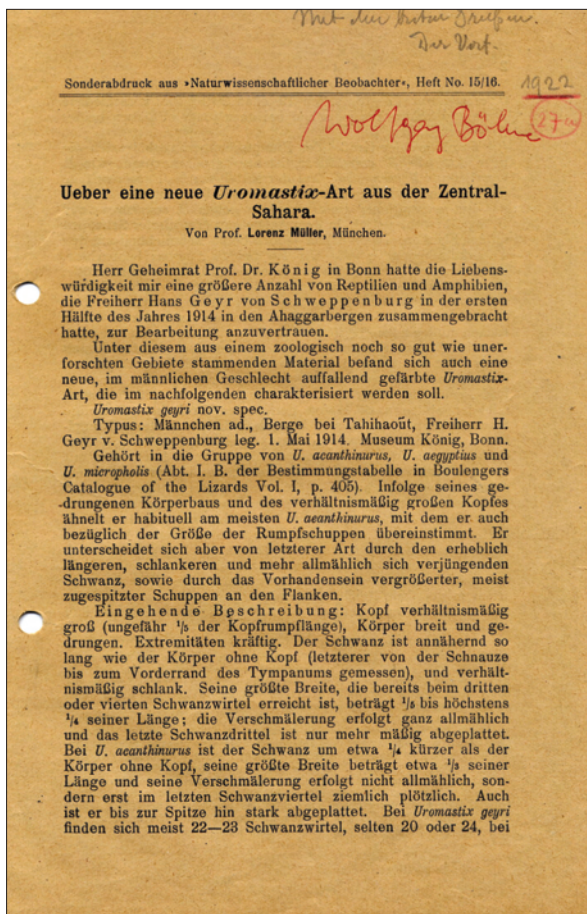 Mit den besten Grüßen.
Der Verf.
Sonderabdruck aus »Naturwissenschaftlicher Beobachter«, Heft No. 15/16.
1922
Wolfgang Böhme
27a
Ueber eine neue Uromastix-Art aus der Zentral-
Sahara.
Von Prof. Lorenz Müller, München.
Herr Geheimrat Prof. Dr. König in Bonn hatte die Liebens-
würdigkeit mir eine größere Anzahl von Reptilien und Amphibien,
die Freiherr Hans Geyr von Schweppenburg in der ersten
Hälfte des Jahres 1914 in den Ahaggarbergen zusammengebracht
hatte, zur Bearbeitung anzuvertrauen.
Unter diesem aus einem zoologisch noch so gut wie uner-
forschten Gebiete stammenden Material befand sich auch eine
neue, im männlichen Geschlecht auffallend gefärbte Uromastix-
Art, die im nachfolgenden charakterisiert werden soll.
Uromastix geyri nov. spec.
Typus: Männchen ad., Berge bei Tahihaoút, Freiherr H.
Geyr v. Schweppenburg leg. 1. Mai 1914. Museum König, Bonn.
Gehört in die Gruppe von U. acanthinurus, U. aegyptius und
U. micropholis (Abt. I. B. der Bestimmungstabelle in Boulengers
Catalogue of the Lizards Vol. I, p. 405). Infolge seines ge-
drungenen Körperbaus und des verhältnismäßig großen Kopfes
ähnelt er habituell am meisten U. aeanthinurus, mit dem er auch
bezüglich der Größe der Rumpfschuppen übereinstimmt. Er
unterscheidet sich aber von letzterer Art durch den erheblich
längeren, schlankeren und mehr allmählich sich verjüngenden
Schwanz, sowie durch das Vorhandensein vergrößerter, meist
zugespitzter Schuppen an den Flanken.
Eingehende Beschreibung: Kopf verhältnismäßig
groß (ungefähr 1/5 der Kopfrumpflänge), Körper breit und ge-
drungen. Extremitäten kräftig. Der Schwanz ist annähernd so
lang wie der Körper ohne Kopf (letzterer von der Schnauze
bis zum Vorderrand des Tympanums gemessen), und verhält-
nismäßig schlank. Seine größte Breite, die bereits beim dritten
oder vierten Schwanzwirtel erreicht ist, beträgt 1/5 bis höchstens
1/4 seiner Länge; die Verschmälerung erfolgt ganz allmählich
und das letzte Schwanzdrittel ist nur mehr mäßig abgeplattet.
Bei U. acanthinurus ist der Schwanz um etwa 1/4 kürzer als der
Körper ohne Kopf, seine größte Breite beträgt etwa 1/3 seiner
Länge und seine Verschmälerung erfolgt nicht allmählich, son-
dern erst im letzten Schwanzviertel ziemlich plötzlich. Auch
ist er bis zur Spitze hin stark abgeplattet. Bei Uromastix geyri
finden sich meist 22—23 Schwanzwirtel, selten 20 oder 24, bei